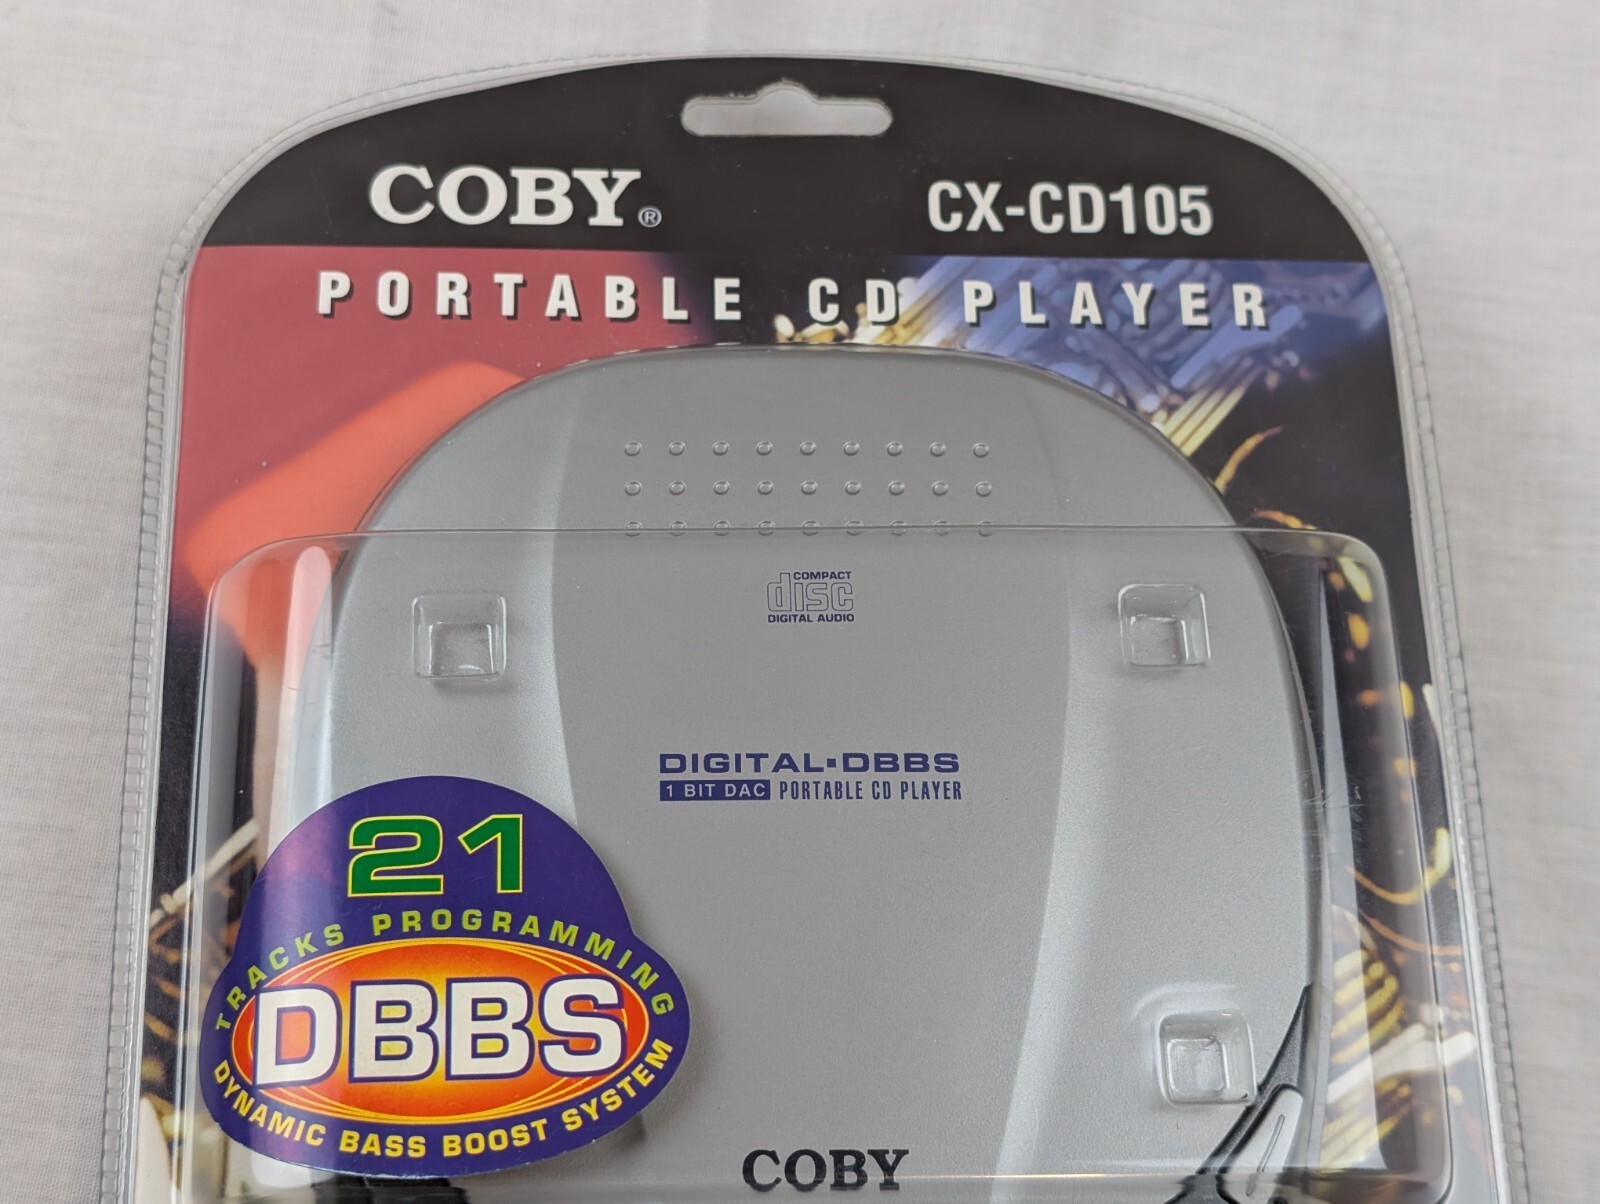 COBY®
CX-CD105
PORTABLE CD PLAYER
COMPACT
disc
DIGITAL AUDIO
DIGITAL▪DBBS
1 BIT DAC PORTABLE CD PLAYER
21
TRACKS PROGRAMMING
DBBS
DYNAMIC BASS BOOST SYSTEM
COBY